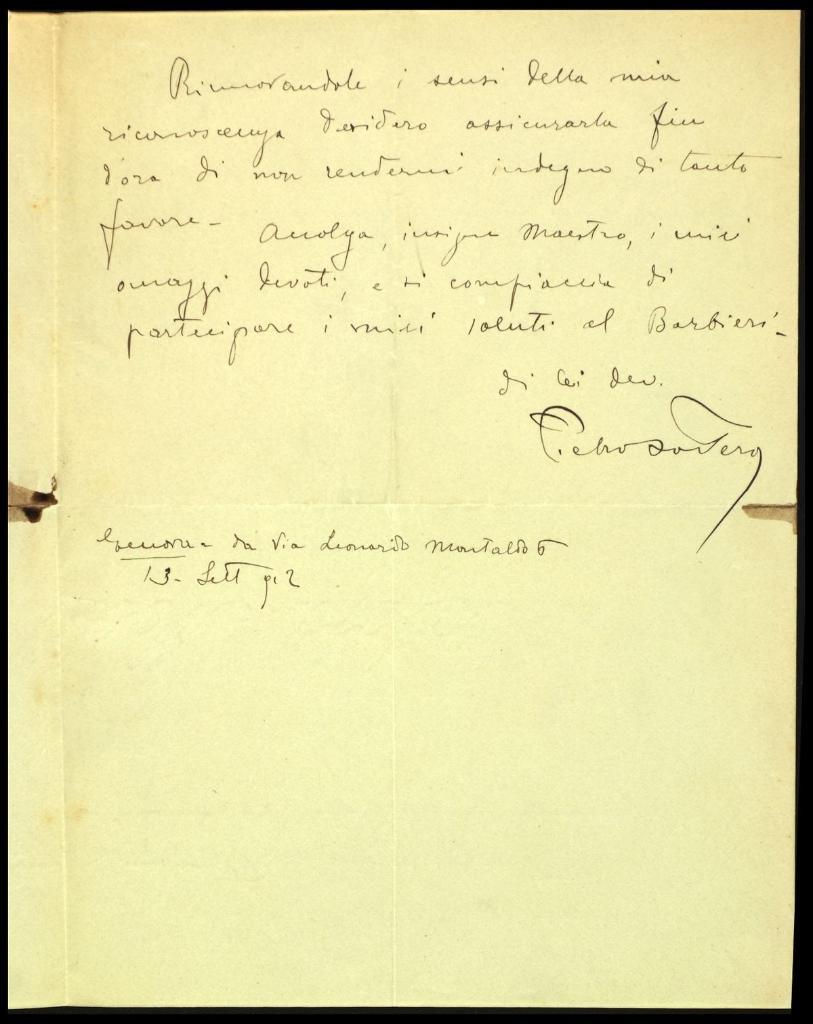 Rinnovandole i sensi della mia
riconoscenza desidero assicurarla fin
d'ora di non rendermi indegno di tanto
favore - Accolga, insigne Maestro, i miei
omaggi devoti, e si compiaccia di
partecipare i miei saluti al Barbieri -
di Lei dev.
Pietro
Genova - da Via Leonardo Montaldo 6
13 - Sett 912